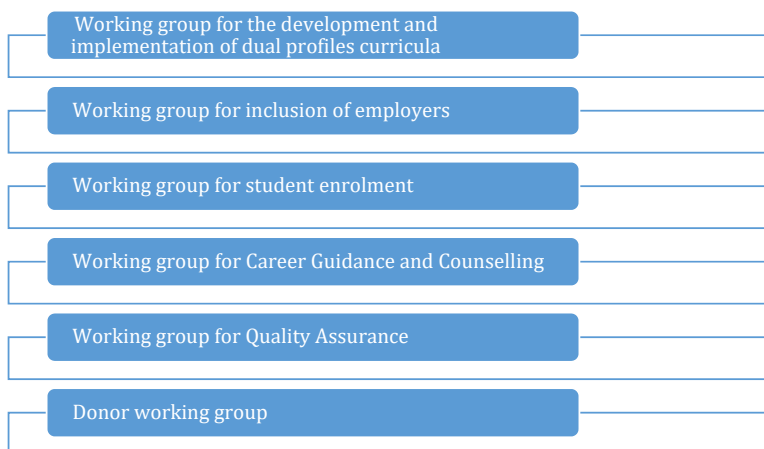 Working group for the development and
implementation of dual profiles curricula
Working group for inclusion of employers
Working group for student enrolment
Working group for Career Guidance and Counselling
Working group for Quality Assurance
Donor working group